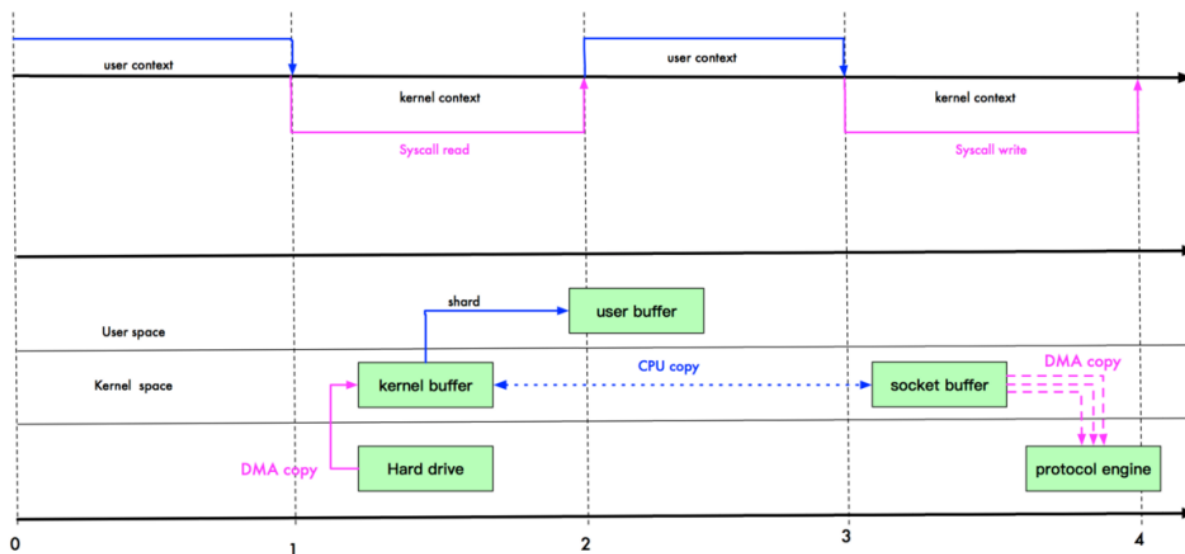 user context
user context
kernel context
kernel context
Syscall read
Syscall write
shard
user buffer
User space
CPU copy
DMA copy
Kernel space
kernel buffer
socket buffer
DMA copy
Hard drive
protocol engine
0
1
2
3
4